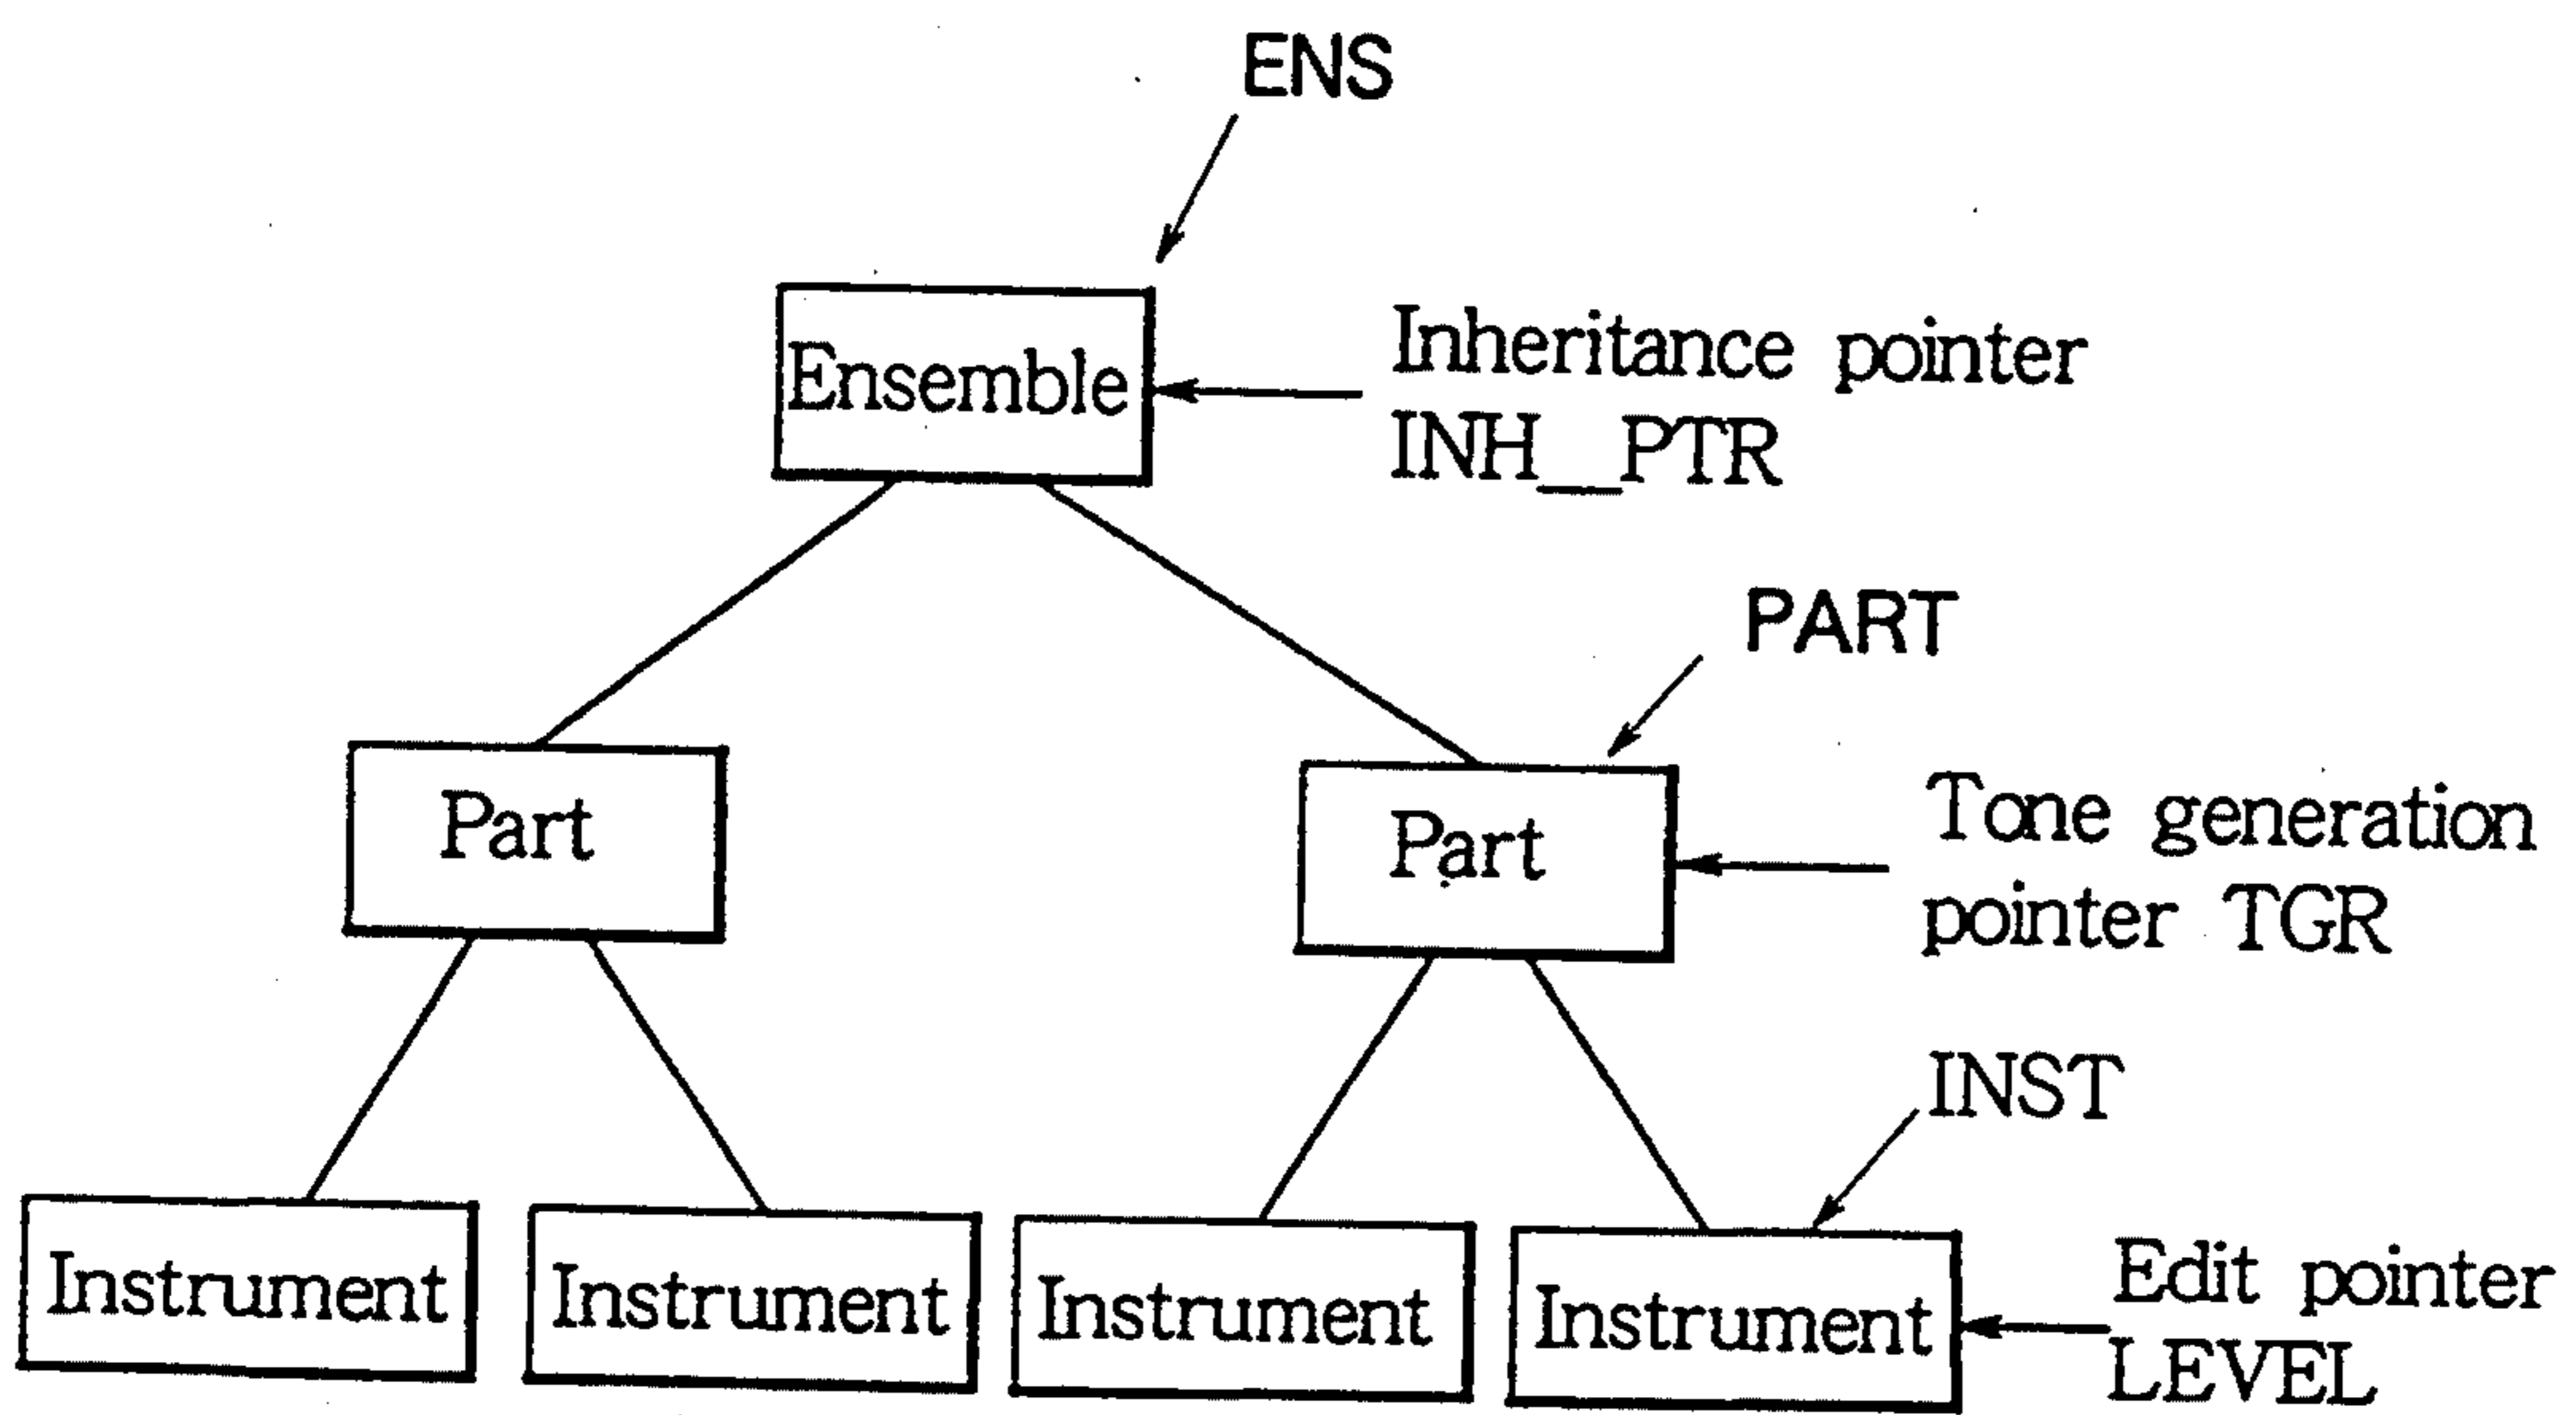 ENS
Ensemble
Inheritance pointer
INH__PTR
PART
Part
Part
Tone generation
pointer TGR
INST
Instrument
Instrument
Instrument
Instrument
Edit pointer
LEVEL